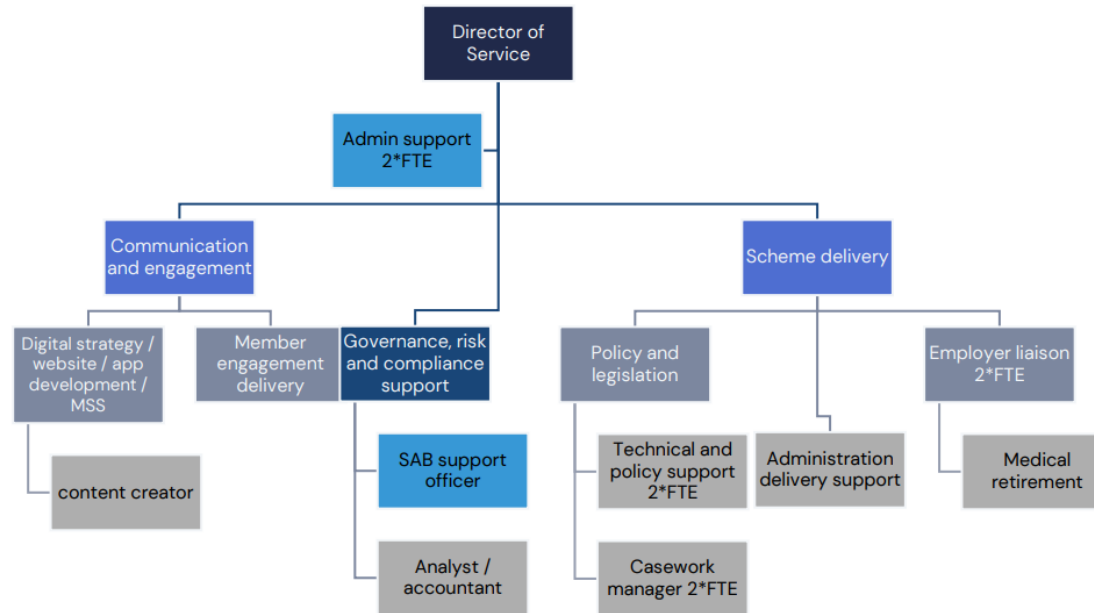 Director of
Service
Admin support
2*FTE
Communication
and engagement
Scheme delivery
Digital strategy /
website / app
development /
MSS
Member
engagement
delivery
Governance, risk
and compliance
support
Policy and
legislation
Employer liaison
2*FTE
content creator
SAB support
officer
Technical and
policy support
2*FTE
Administration
delivery support
Medical
retirement
Analyst /
accountant
Casework
manager 2*FTE